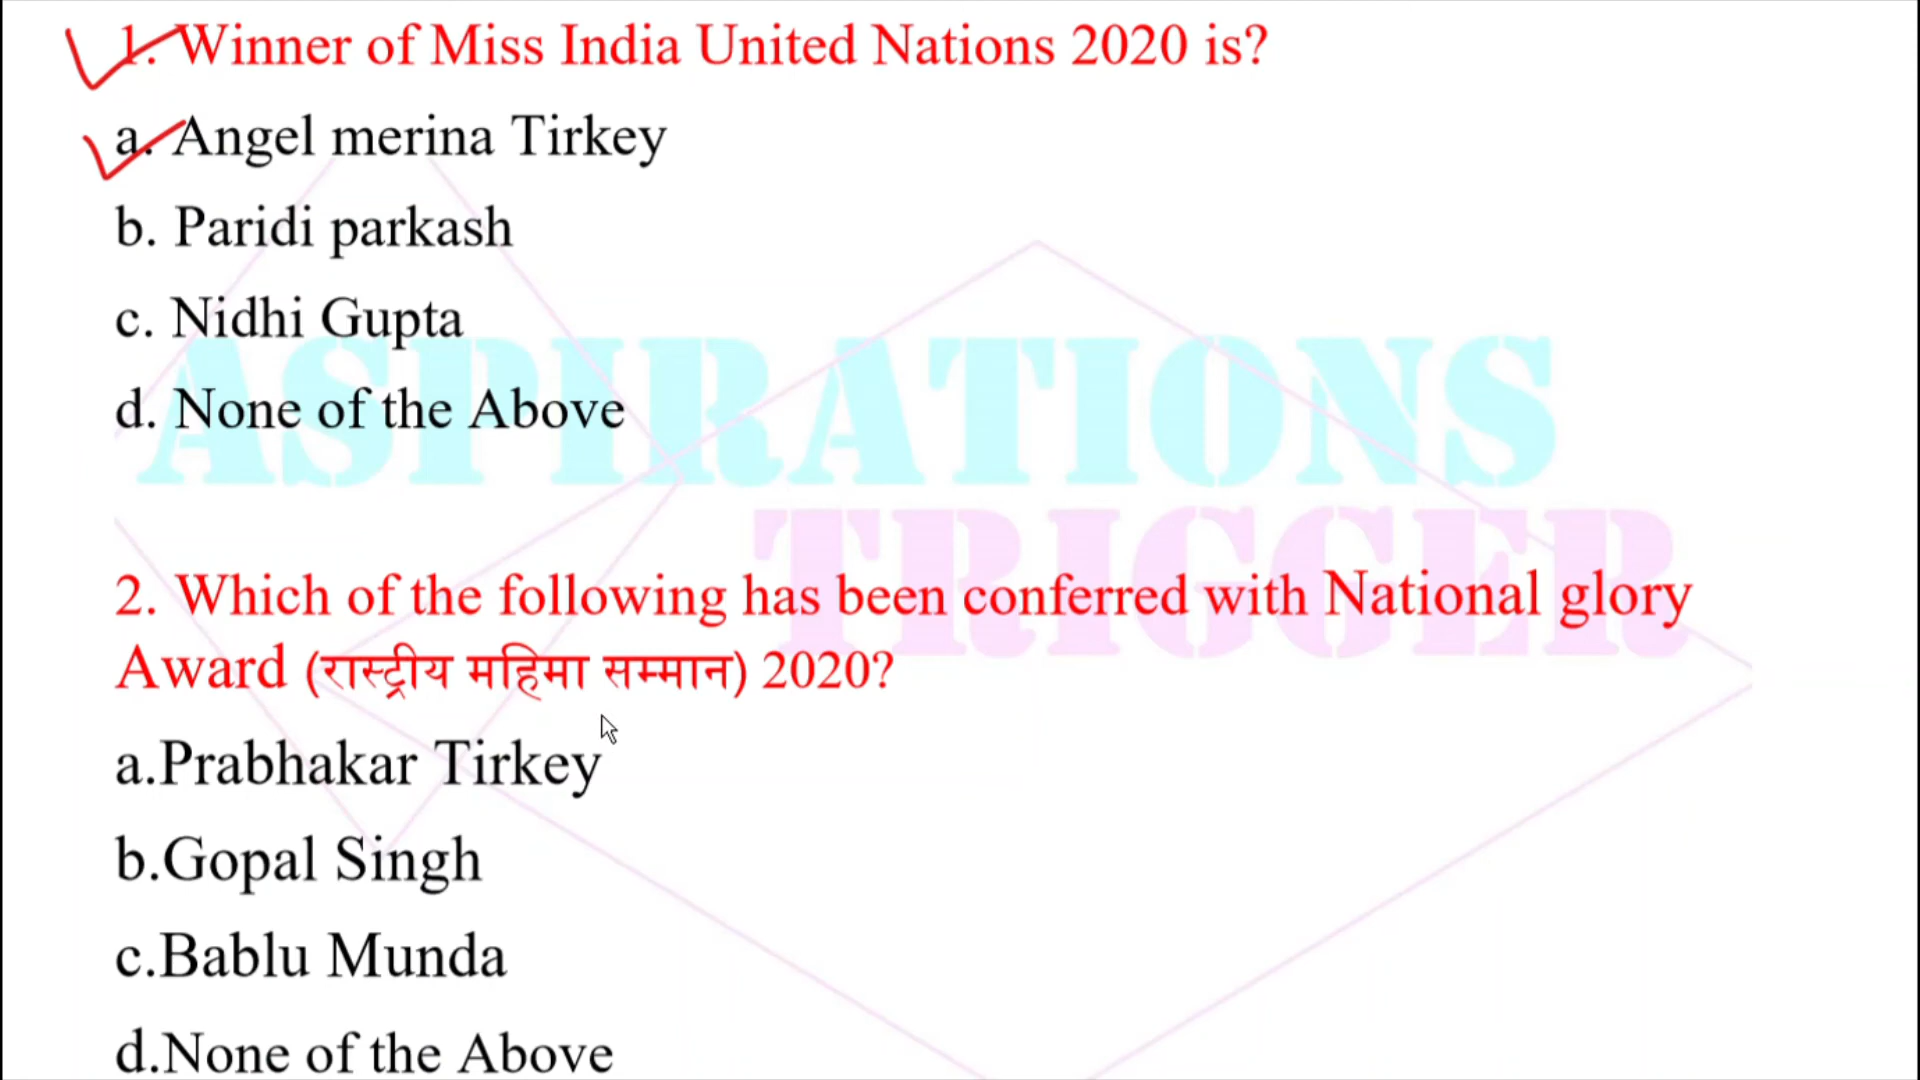 1. Winner of Miss India United Nations 2020 is?
a. Angel merina Tirkey
b. Paridi parkash
c. Nidhi Gupta
d. None of the Above
ASPIRATIONS
TRIGGER
2. Which of the following has been conferred with National glory
Award (रास्ट्रीय महिमा सम्मान) 2020?
a.Prabhakar Tirkey
b.Gopal Singh
c.Bablu Munda
d.None of the Above